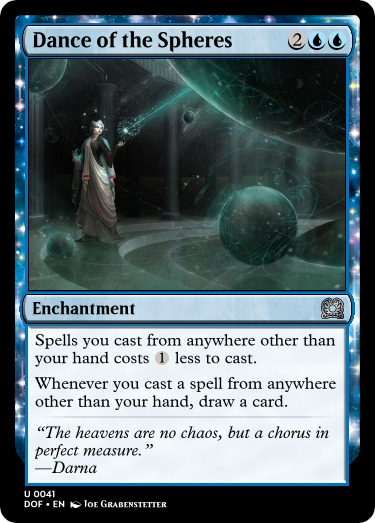 Dance of the Spheres 2
Enchantment
Spells you cast from anywhere other than
your hand costs 1 less to cast.
Whenever you cast a spell from anywhere
other than your hand, draw a card.
“The heavens are no chaos, but a chorus in
perfect measure.”
—Darna
U 0041
DOF • EN Joe Grabenstetter